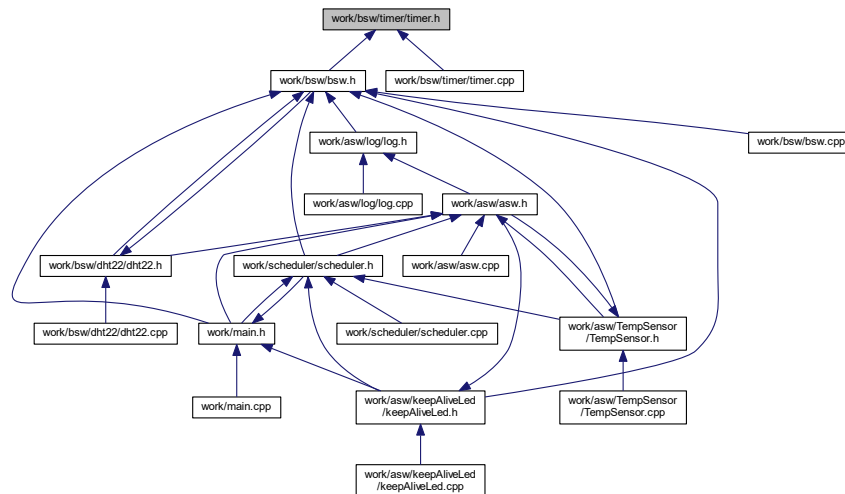 work/bsw/timer/timer.h
work/bsw/bsw.h
work/bsw/timer/timer.cpp
work/asw/log/log.h
work/bsw/bsw.cpp
work/asw/log/log.cpp
work/asw/asw.h
work/bsw/dht22/dht22.h
work/scheduler/scheduler.h
work/asw/asw.cpp
work/bsw/dht22/dht22.cpp
work/main.h
work/scheduler/scheduler.cpp
work/asw/TempSensor
/TempSensor.h
work/main.cpp
work/asw/keepAliveLed
/keepAliveLed.h
work/asw/TempSensor
/TempSensor.cpp
work/asw/keepAliveLed
/keepAliveLed.cpp